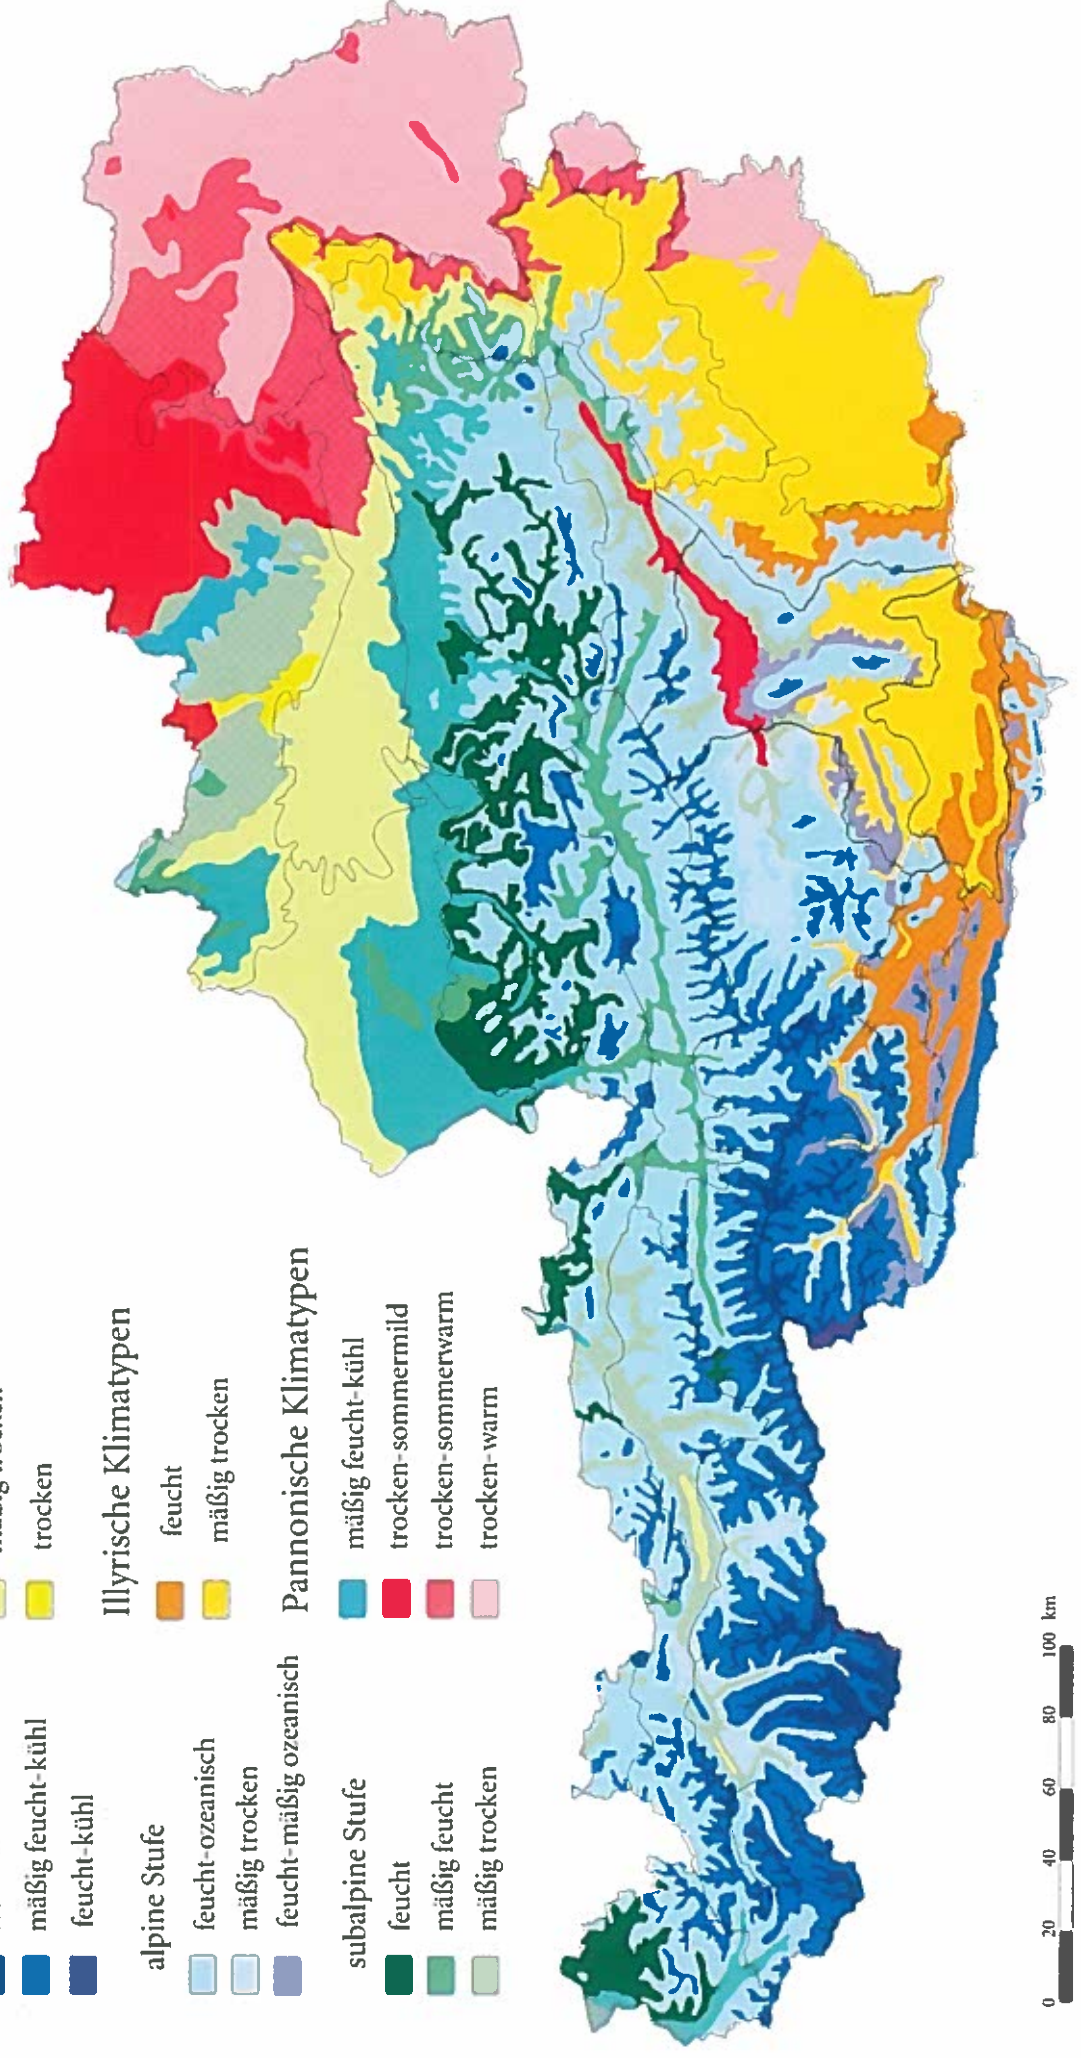 mäßig feucht-kühl
feucht-kühl
alpine Stufe
feucht-ozeanisch
mäßig trocken
feucht-mäßig ozeanisch
subalpine Stufe
feucht
mäßig feucht
mäßig trocken
trocken
Illyrische Klimatypen
feucht
mäßig trocken
Pannonische Klimatypen
mäßig feucht-kühl
trocken-sommermild
trocken-sommerwarm
trocken-warm
0 20 40 60 80 100 km